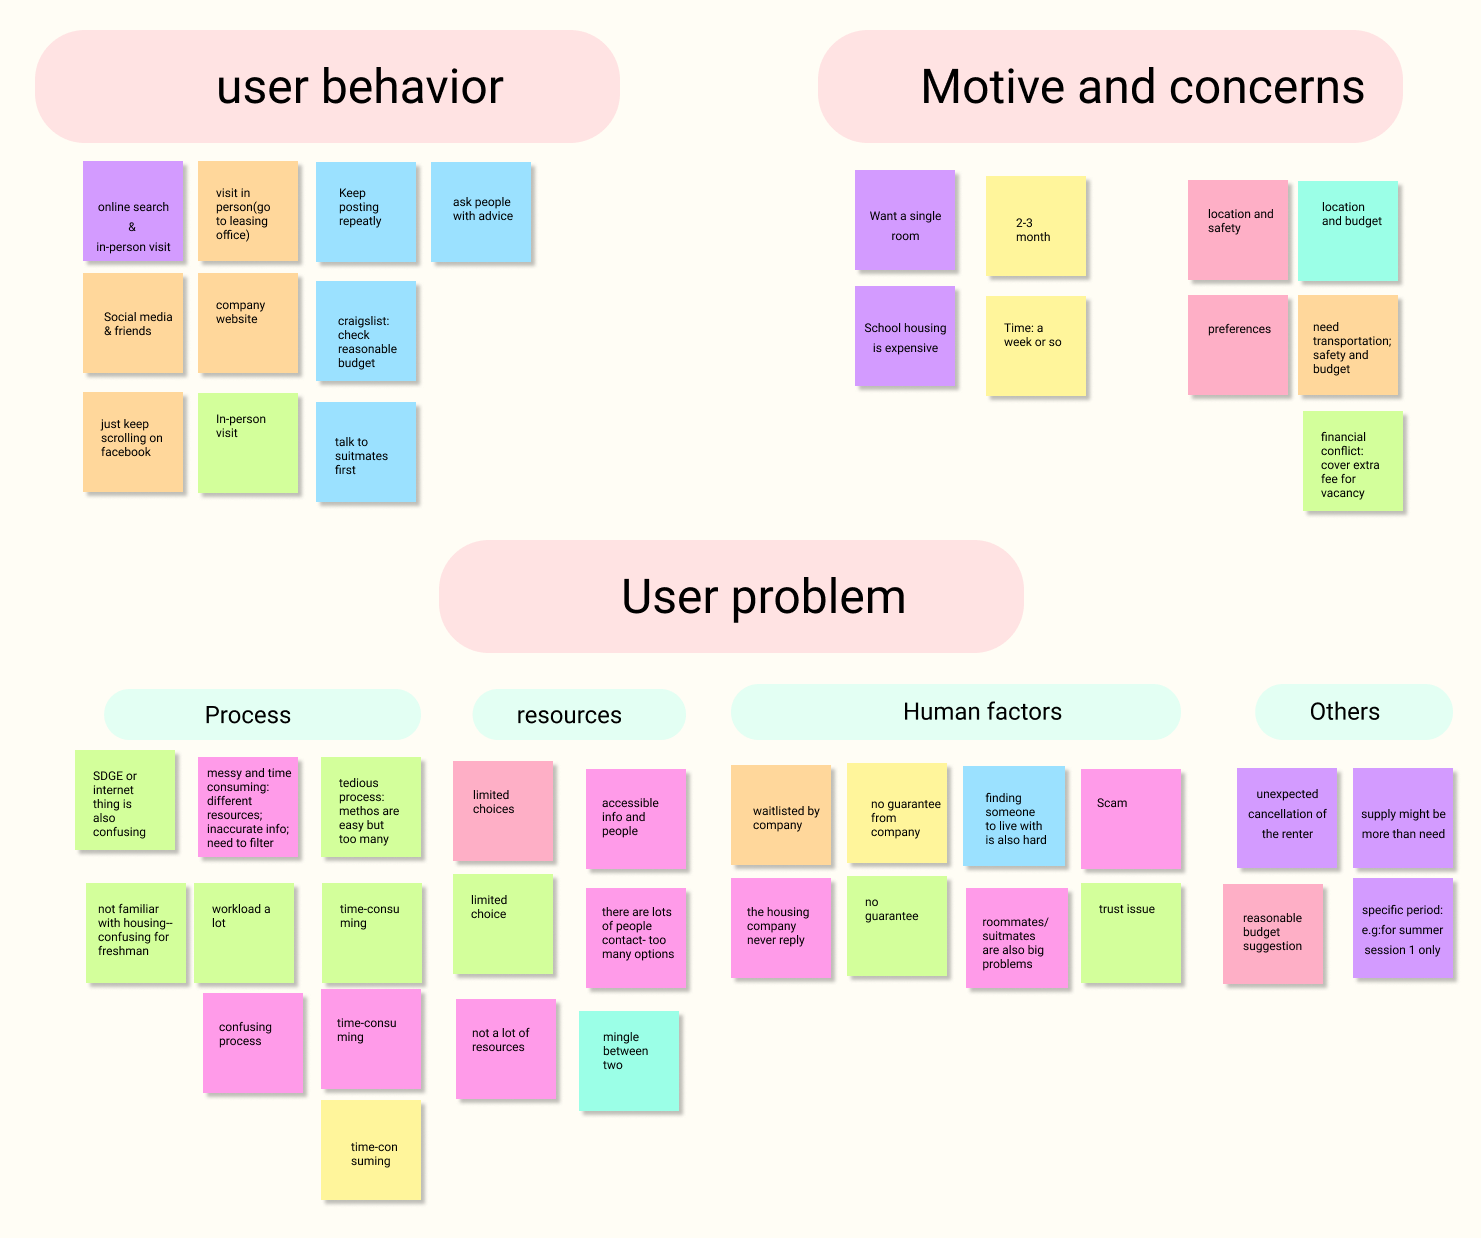 user behavior
online search
&
in-person visit
visit in
person(go
to leasing
office)
Keep
posting
repeatly
ask people
with advice
Social media
& friends
company
website
craigslist:
check
reasonable
budget
just keep
scrolling on
facebook
In-person
visit
talk to
suitmates
first
Motive and concerns
Want a single
room
2-3
month
location and
safety
location
and budget
School housing
is expensive
Time: a
week or so
preferences
need
transportation;
safety and
budget
financial
conflict:
cover extra
fee for
vacancy
User problem
Process
SDGE or
internet
thing is
also
confusing
messy and time
consuming:
different
resources;
inaccurate info;
need to filter
tedious
process:
methos are
easy but
too many
not familiar
with housing--
confusing for
freshman
workload a
lot
time-consu
ming
confusing
process
time-consu
ming
time-con
suming
resources
limited
choices
accessible
info and
people
limited
choice
there are lots
of people
contact- too
many options
not a lot of
resources
mingle
between
two
Human factors
waitlisted by
company
no guarantee
from
company
finding
someone
to live with
is also hard
Scam
the housing
company
never reply
no
guarantee
roommates/
suitmates
are also big
problems
trust issue
Others
unexpected
cancellation of
the renter
supply might be
more than need
reasonable
budget
suggestion
specific period:
e.g:for summer
session 1 only